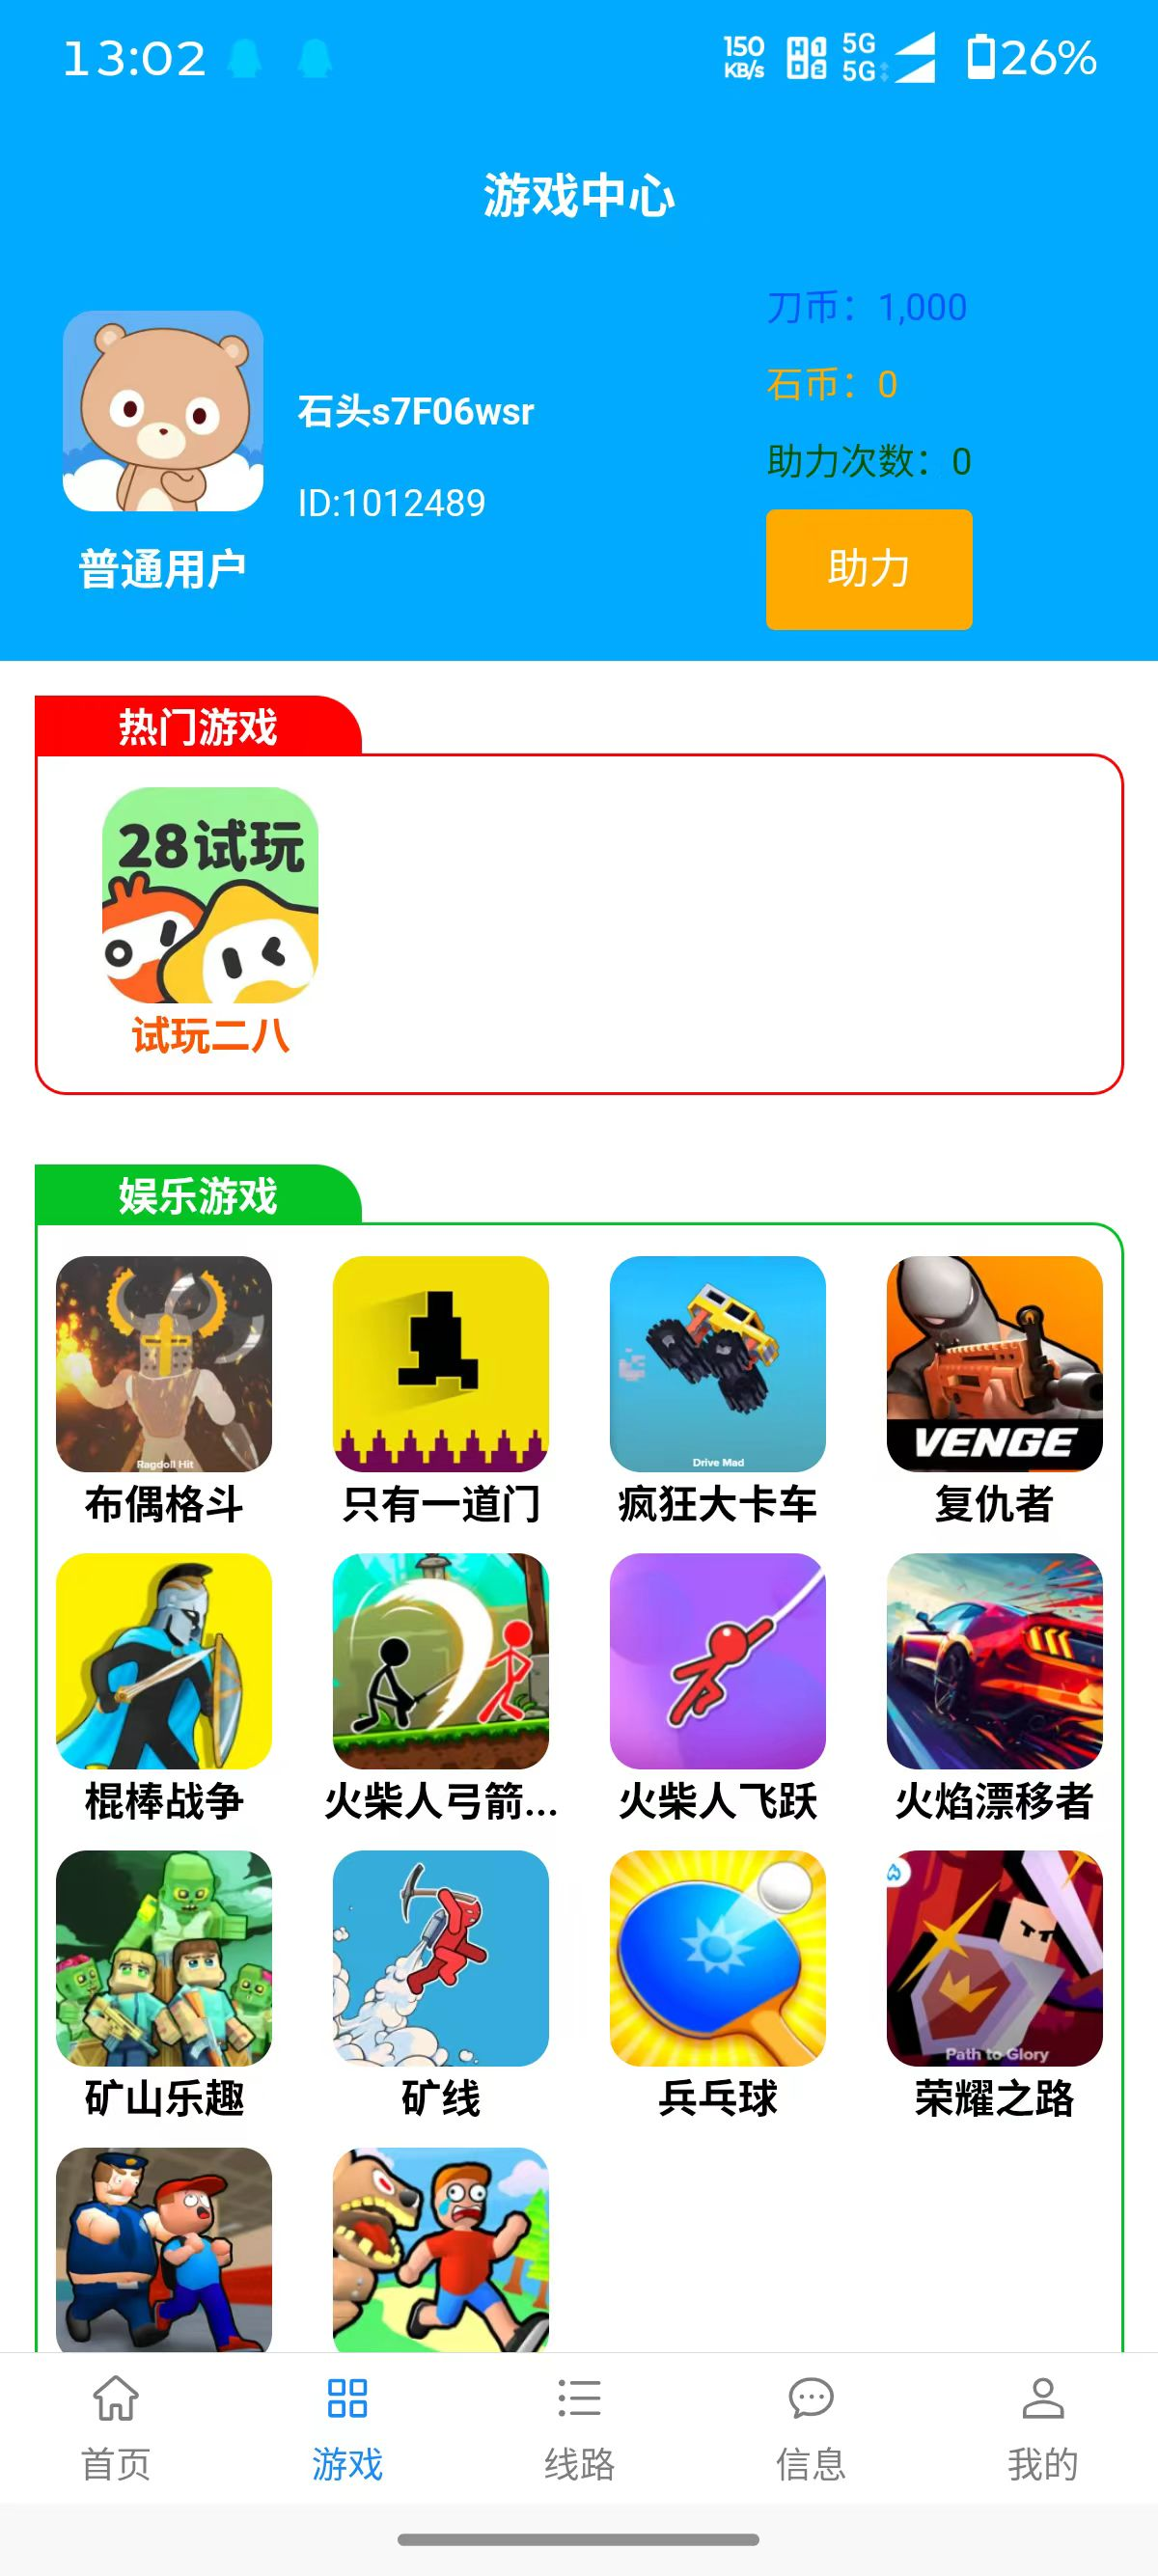 13:02
150
KB/s
HD 1 2
5G
5G
26%
游戏中心
刀币：1,000
石币：0
助力次数：0
石头s7F06wsr
ID:1012489
普通用户
助力
热门游戏
28试玩
试玩二八
娱乐游戏
Ragdoll Hit
Drive Mad
VENGE
布偶格斗
只有一道门
疯狂大卡车
复仇者
棍棒战争
火柴人弓箭...
火柴人飞跃
火焰漂移者
Path to Glory
矿山乐趣
矿线
兵乓球
荣耀之路
首页
游戏
线路
信息
我的